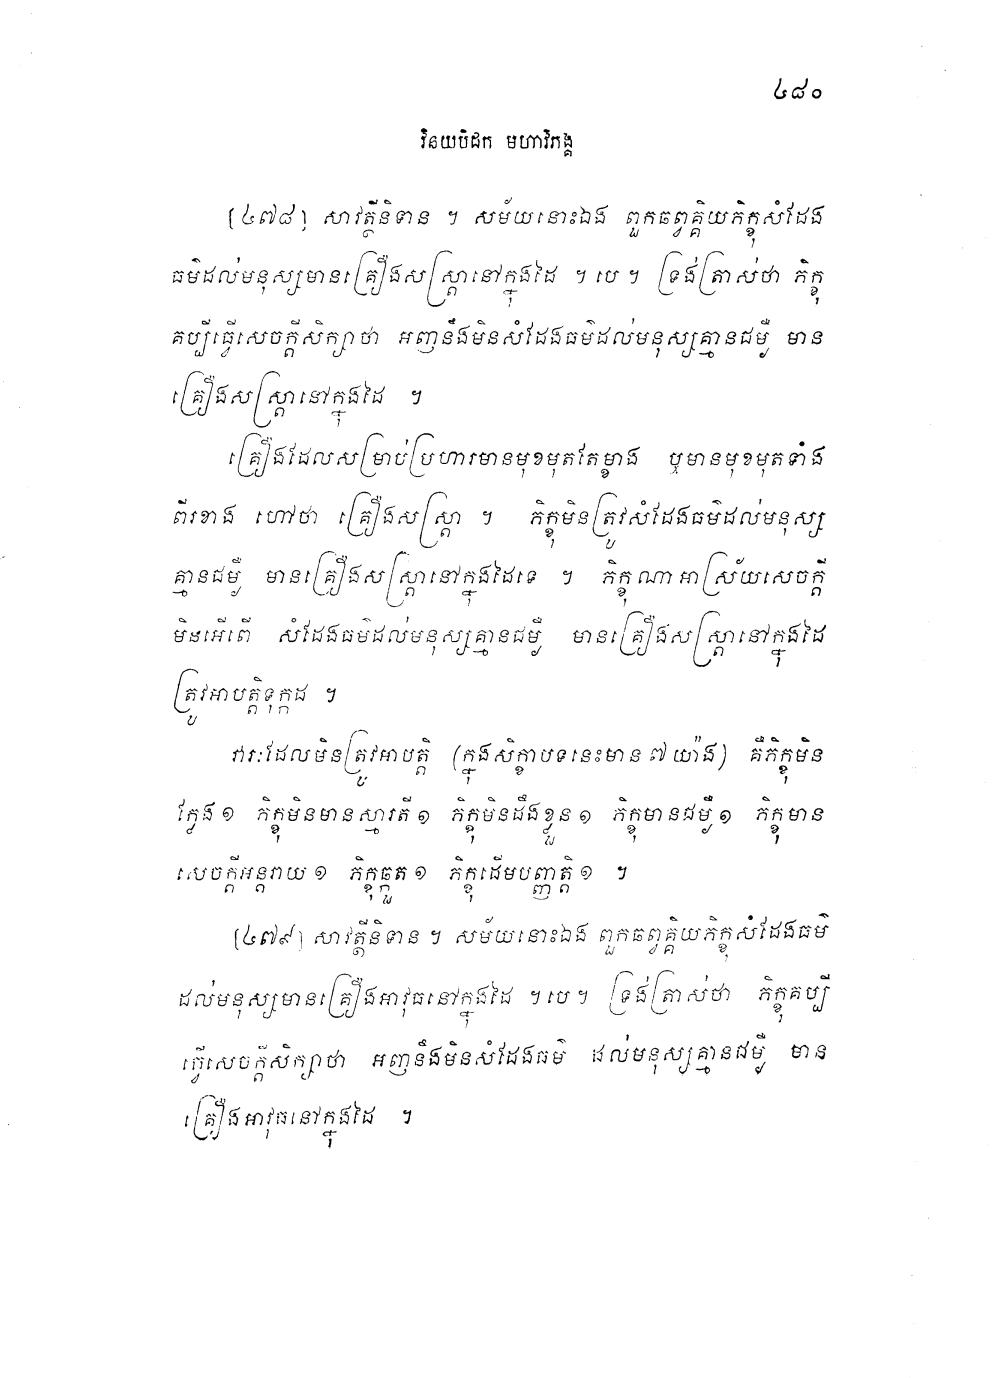 ៤៨០
វិនយបិដក មហាវិភង្គ
[៤៧៨] សាវត្ថីនិទាន ។ សម័យនោះឯង ពួកឆព្វគ្គិយភិក្ខុសំដែង
ធម៌ដល់មនុស្សមានគ្រឿងសស្ត្រានៅក្នុងដៃ ។ បេ ។ ទ្រង់ត្រាស់ថា ភិក្ខុ
គប្បីធ្វើសេចក្តីសិក្សាថា អញនឹងមិនសំដែងធម៌ដល់មនុស្សគ្មានជម្ងឺ មាន
គ្រឿងសស្ត្រានៅក្នុងដៃ ។
គ្រឿងដែលសម្រាប់ប្រហារមានមុខមុតតែម្ខាង ឬមានមុខមុតទាំង
ពីរខាង ហៅថា គ្រឿងសស្ត្រា ។ ភិក្ខុមិនត្រូវសំដែងធម៌ដល់មនុស្ស
គ្មានជម្ងឺ មានគ្រឿងសស្ត្រានៅក្នុងដៃទេ ។ ភិក្ខុណាអាស្រ័យសេចក្តី
មិនអើពើ សំដែងធម៌ដល់មនុស្សគ្មានជម្ងឺ មានគ្រឿងសស្ត្រានៅក្នុងដៃ
ត្រូវអាបត្តិទុក្កដ ។
វារៈដែលមិនត្រូវអាបត្តិ (ក្នុងសិក្ខាបទនេះមាន ៧ យ៉ាង) គឺភិក្ខុមិន
ក្លែង ១ ភិក្ខុមិនមានស្មារតី ១ ភិក្ខុមិនដឹងខ្លួន ១ ភិក្ខុមានជម្ងឺ ១ ភិក្ខុមាន
សេចក្តីអន្តរាយ ១ ភិក្ខុឆ្កួត ១ ភិក្ខុដើមបញ្ញត្តិ ១ ។
[៤៧៩] សាវត្ថីនិទាន ។ សម័យនោះឯង ពួកឆព្វគ្គិយភិក្ខុសំដែងធម៌
ដល់មនុស្សមានគ្រឿងអាវុធនៅក្នុងដៃ ។ បេ ។ ទ្រង់ត្រាស់ថា ភិក្ខុគប្បី
ធ្វើសេចក្តីសិក្សាថា អញនឹងមិនសំដែងធម៌ ដល់មនុស្សគ្មានជម្ងឺ មាន
គ្រឿងអាវុធនៅក្នុងដៃ ។